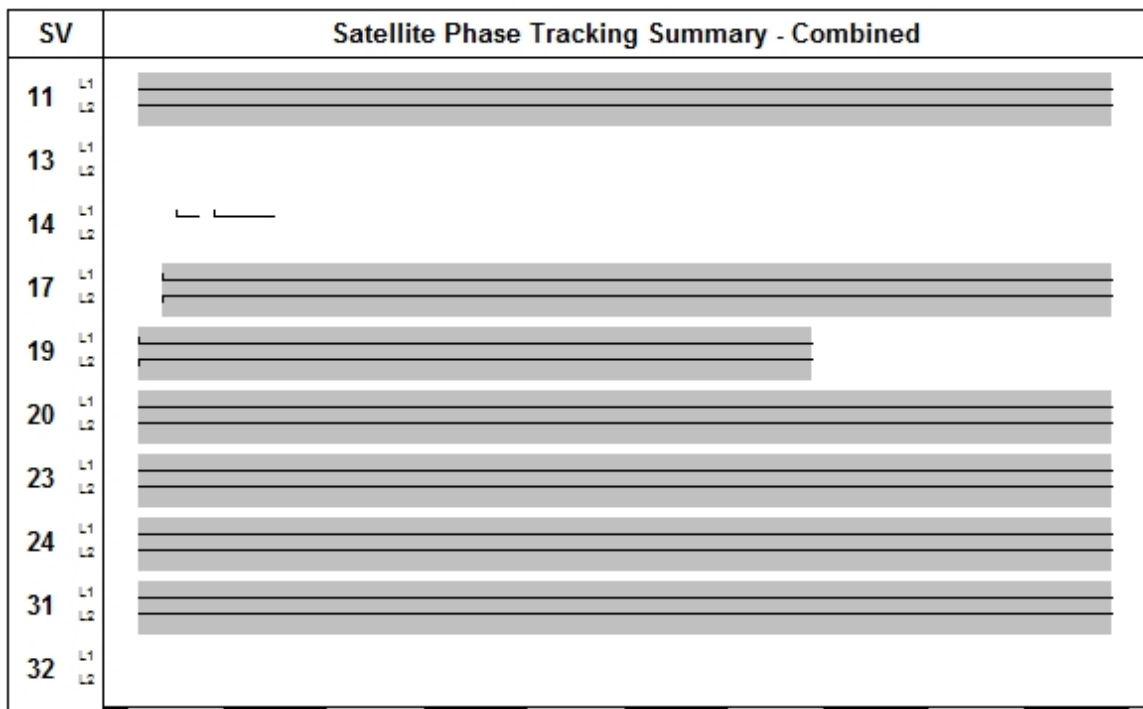 SV Satellite Phase Tracking Summary - Combined
11 L1
L2
13 L1
L2
14 L1
L2
17 L1
L2
19 L1
L2
20 L1
L2
23 L1
L2
24 L1
L2
31 L1
L2
32 L1
L2